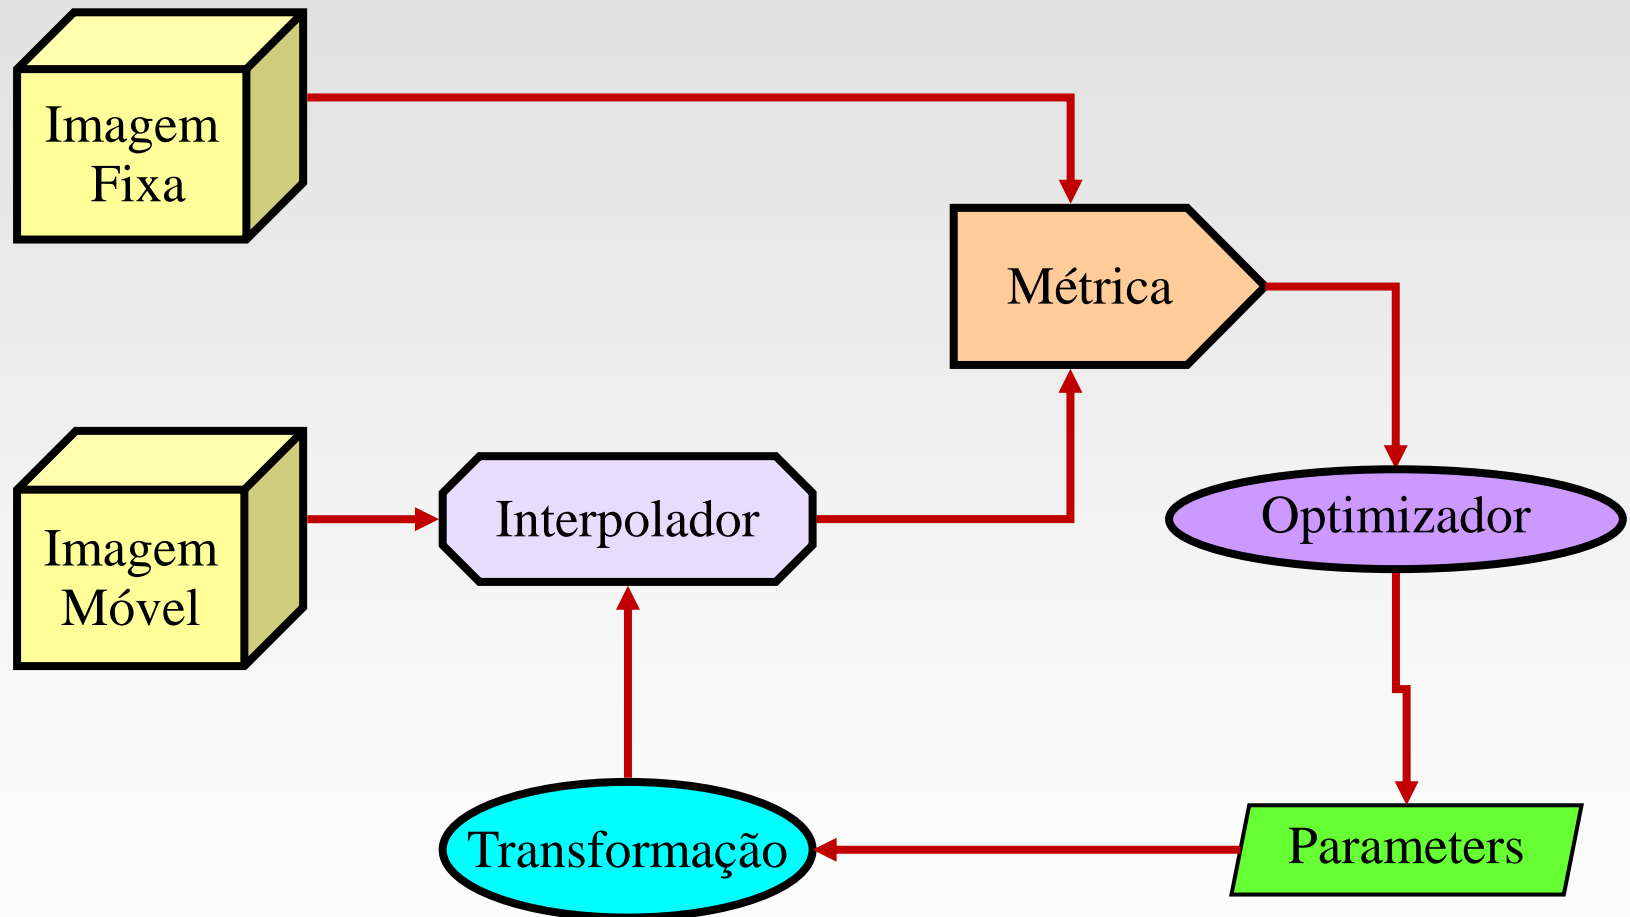 Imagem
Fixa
Métrica
Imagem
Móvel
Interpolador
Optimizador
Transformação
Parameters